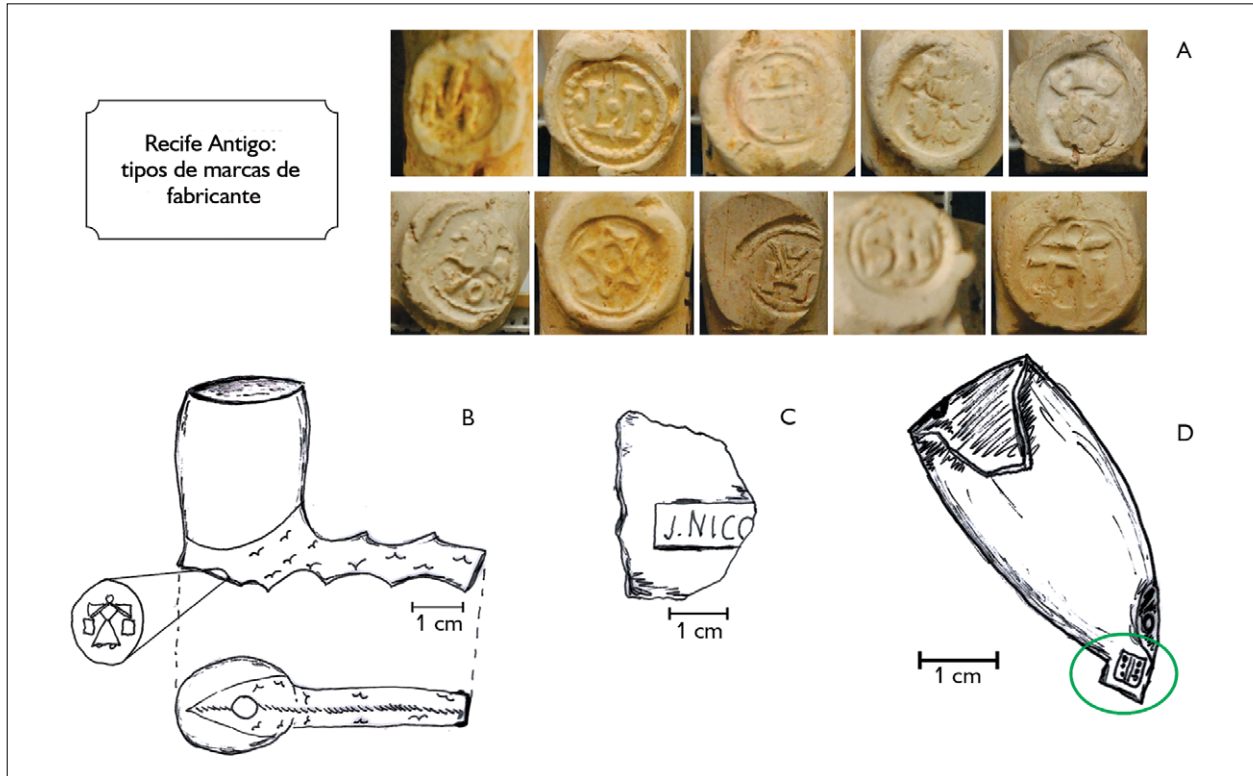 Recife Antigo:
tipos de marcas de
fabricante
A
B
C
D
J. NICO
1 cm
1 cm
1 cm